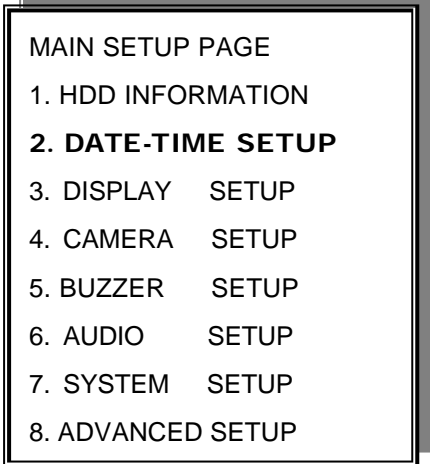 MAIN SETUP PAGE
1. HDD INFORMATION
2. DATE-TIME SETUP
3. DISPLAY SETUP
4. CAMERA SETUP
5. BUZZER SETUP
6. AUDIO SETUP
7. SYSTEM SETUP
8. ADVANCED SETUP